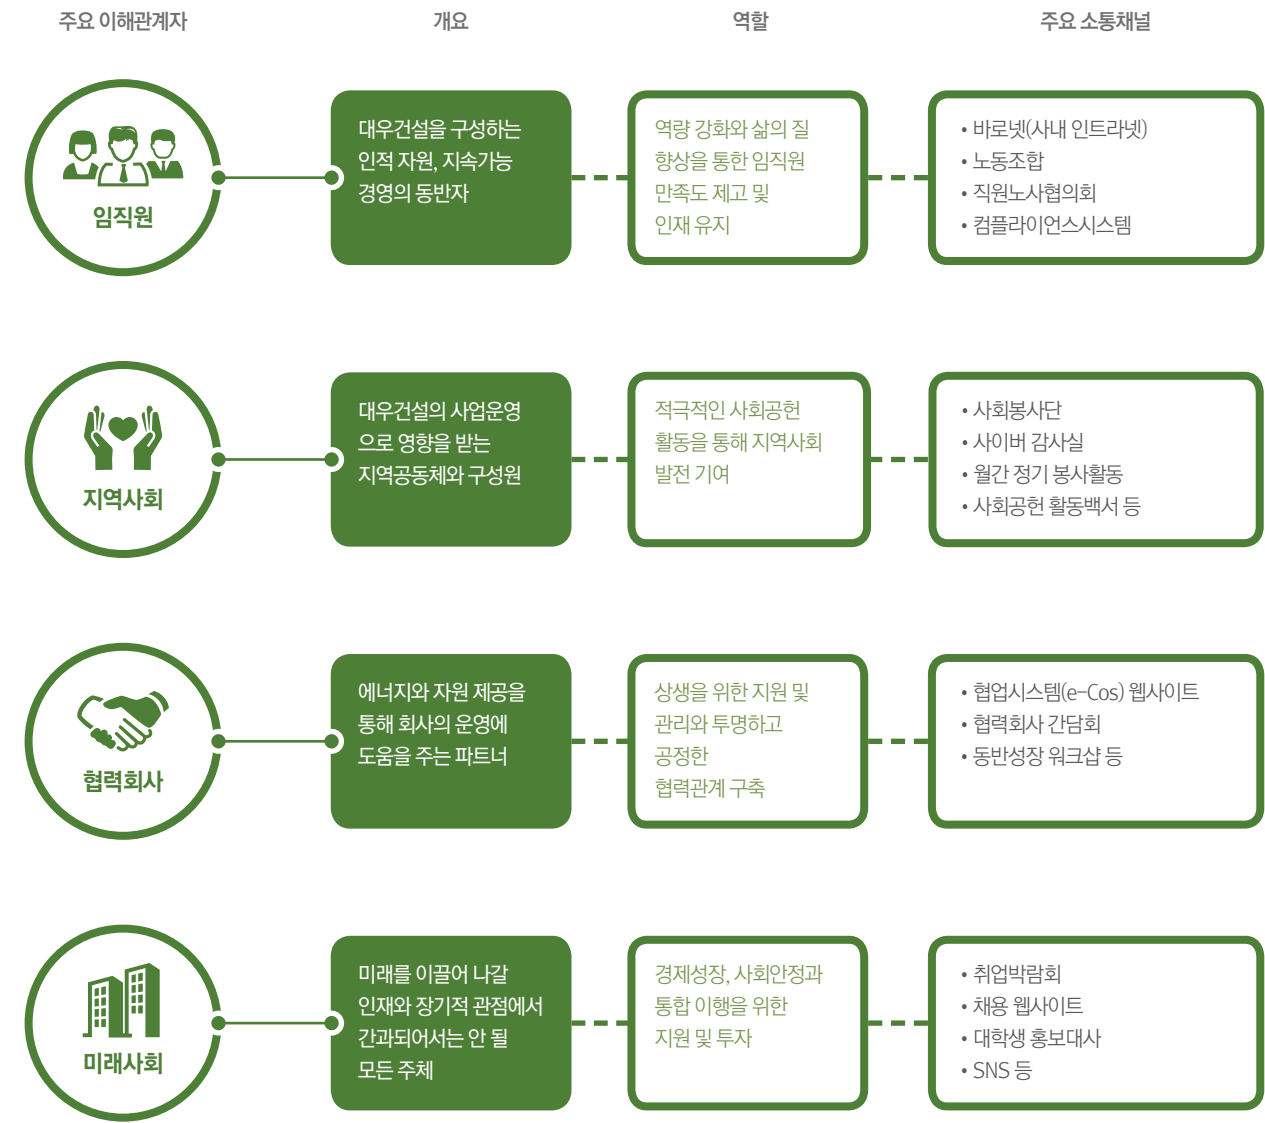 주요 이해관계자
개요
역할
주요 소통채널
임직원
대우건설을 구성하는
인적 자원, 지속가능
경영의 동반자
역량 강화와 삶의 질
향상을 통한 임직원
만족도 제고 및
인재 유지
• 바로넷(사내 인트라넷)
• 노동조합
• 직원노사협의회
• 컴플라이언스시스템
지역사회
대우건설의 사업운영
으로 영향을 받는
지역공동체와 구성원
적극적인 사회공헌
활동을 통해 지역사회
발전 기여
• 사회봉사단
• 사이버 감사실
• 월간 정기 봉사활동
• 사회공헌 활동백서 등
협력회사
에너지와 자원 제공을
통해 회사의 운영에
도움을 주는 파트너
상생을 위한 지원 및
관리와 투명하고
공정한
협력관계 구축
• 협업시스템(e-Cos) 웹사이트
• 협력회사 간담회
• 동반성장 워크샵 등
미래사회
미래를 이끌어 나갈
인재와 장기적 관점에서
간과되어서는 안 될
모든 주체
경제성장, 사회안정과
통합 이행을 위한
지원 및 투자
• 취업박람회
• 채용 웹사이트
• 대학생 홍보대사
• SNS 등